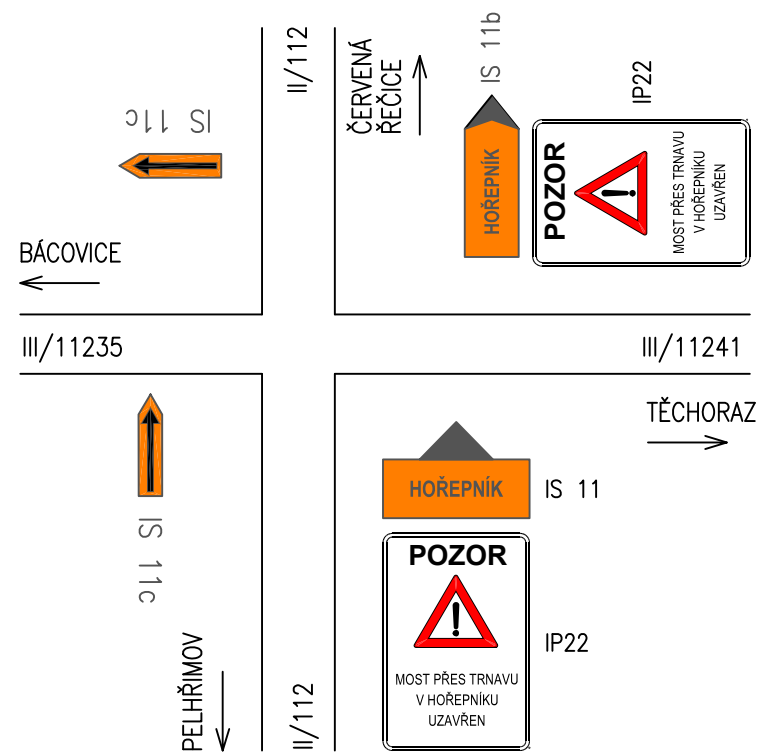 II/112
ČERVENÁ
ŘEČICE
IS 11b
IP22
IS 11c
HOŘEPNÍK
POZOR
!
MOST PŘES TRNAVU
V HOŘEPNÍKU
UZAVŘEN
BÁCOVICE
III/11235
III/11241
TĚCHORAZ
HOŘEPNÍK
IS 11
IS 11c
POZOR
!
IP22
MOST PŘES TRNAVU
V HOŘEPNÍKU
UZAVŘEN
PELHŘIMOV
II/112